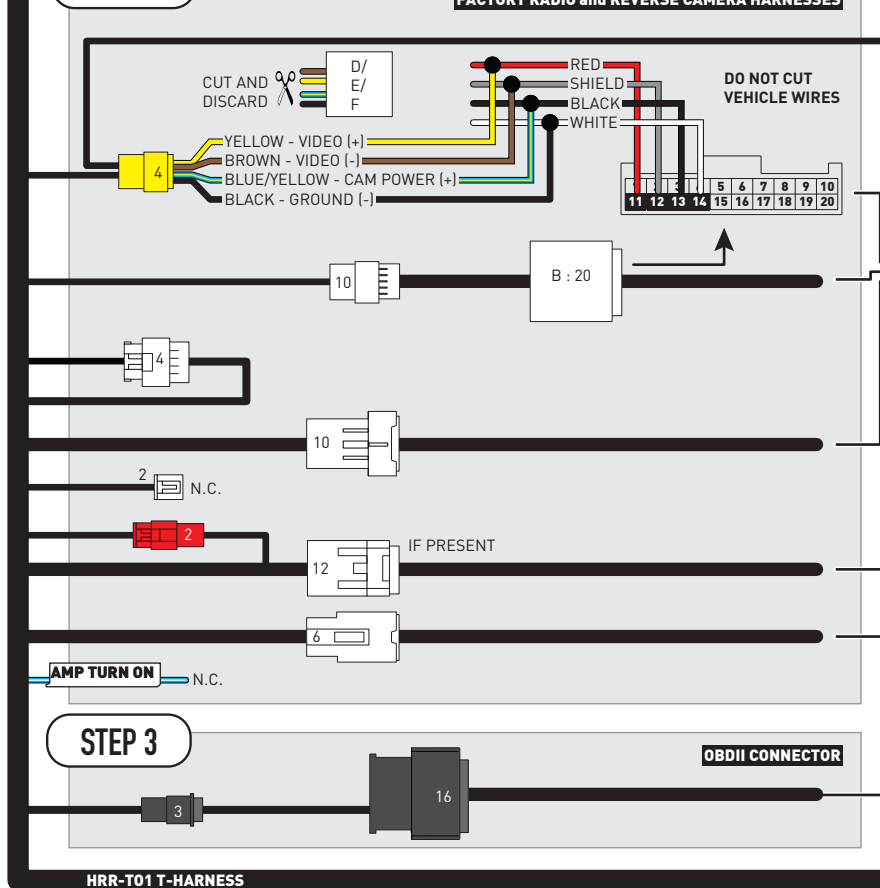 FACTORY RADIO and REVERSE CAMERA HARNESSES
CUT AND
DISCARD
D/
E/
F
RED
SHIELD
BLACK
WHITE
DO NOT CUT
VEHICLE WIRES
4
YELLOW - VIDEO (+)
BROWN - VIDEO (-)
BLUE/YELLOW - CAM POWER (+)
BLACK - GROUND (-)
5 6 7 8 9 10
11 12 13 14 15 16 17 18 19 20
10
B : 20
4
10
2
N.C.
2
IF PRESENT
12
6
AMP TURN ON
N.C.
STEP 3
OBDII CONNECTOR
3
16
HRR-T01 T-HARNESS